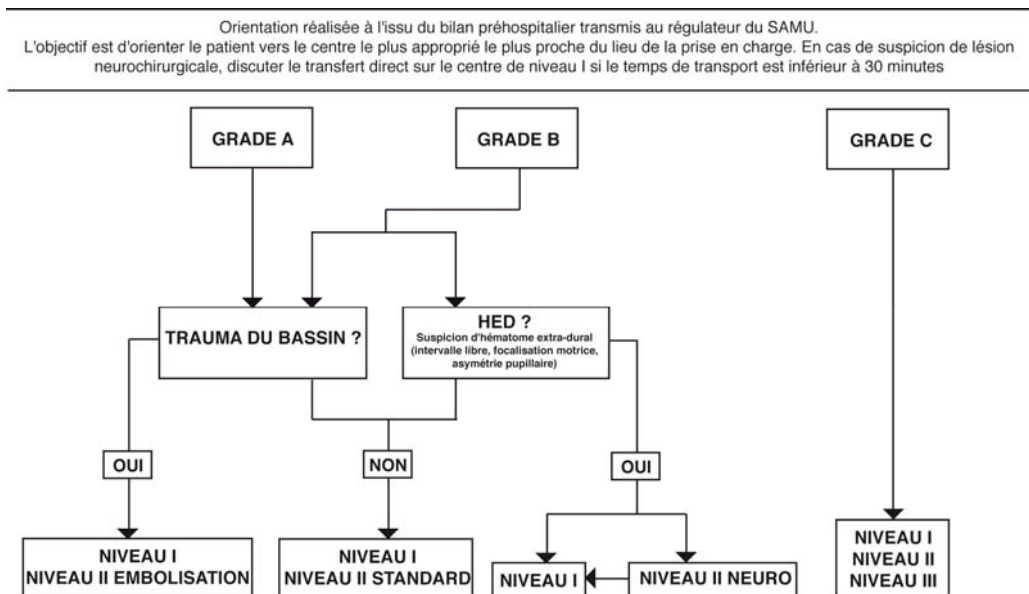 Orientation réalisée à l'issu du bilan préhospitalier transmis au régulateur du SAMU.
L'objectif est d'orienter le patient vers le centre le plus approprié le plus proche du lieu de la prise en charge. En cas de suspicion de lésion
neurochirurgicale, discuter le transfert direct sur le centre de niveau I si le temps de transport est inférieur à 30 minutes
GRADE A
GRADE B
GRADE C
TRAUMA DU BASSIN ?
HED ?
Suspicion d'hématome extra-dural
(intervalle libre, focalisation motrice,
asymétrie pupillaire)
OUI
NON
OUI
NIVEAU I
NIVEAU II EMBOLISATION
NIVEAU I
NIVEAU II STANDARD
NIVEAU I
NIVEAU II NEURO
NIVEAU I
NIVEAU II
NIVEAU III